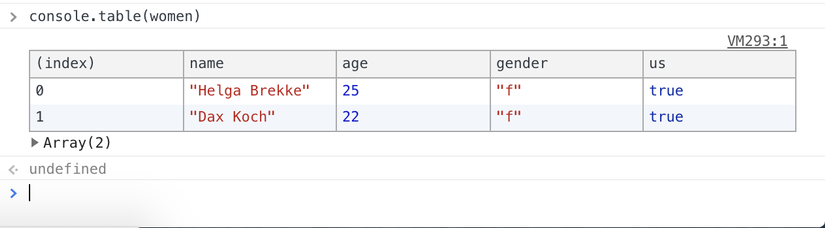 console.table(women)
VM293:1
(index) name age gender us
0 "Helga Brekke" 25 "f" true
1 "Dax Koch" 22 "f" true
Array(2)
undefined